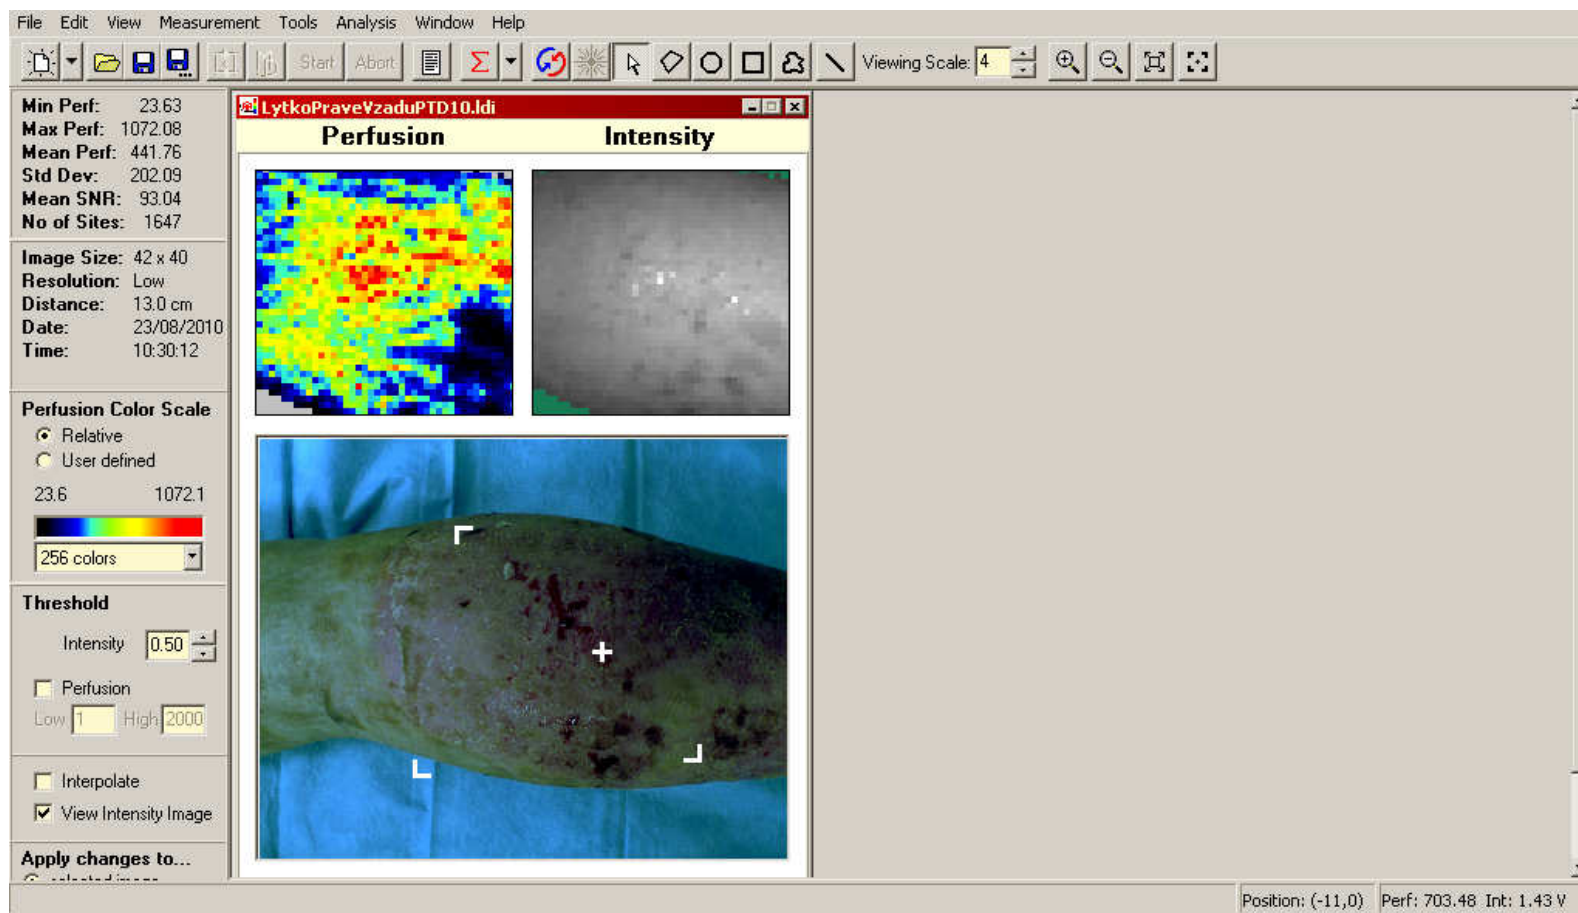 File Edit View Measurement Tools Analysis Window Help
Start Abort Viewing Scale: 4
Min Perf: 23.63
Max Perf: 1072.08
Mean Perf: 441.76
Std Dev: 202.09
Mean SNR: 93.04
No of Sites: 1647
Image Size: 42 x 40
Resolution: Low
Distance: 13.0 cm
Date: 23/08/2010
Time: 10:30:12
Perfusion Color Scale
Relative
User defined
23.6 1072.1
256 colors
Threshold
Intensity 0.50
Perfusion
Low 1 High 2000
Interpolate
View Intensity Image
Apply changes to...
selected image
LytkoPraveVzaduPTD10.ldi
Perfusion Intensity
Position: (-11,0) Perf: 703.48 Int: 1.43 V